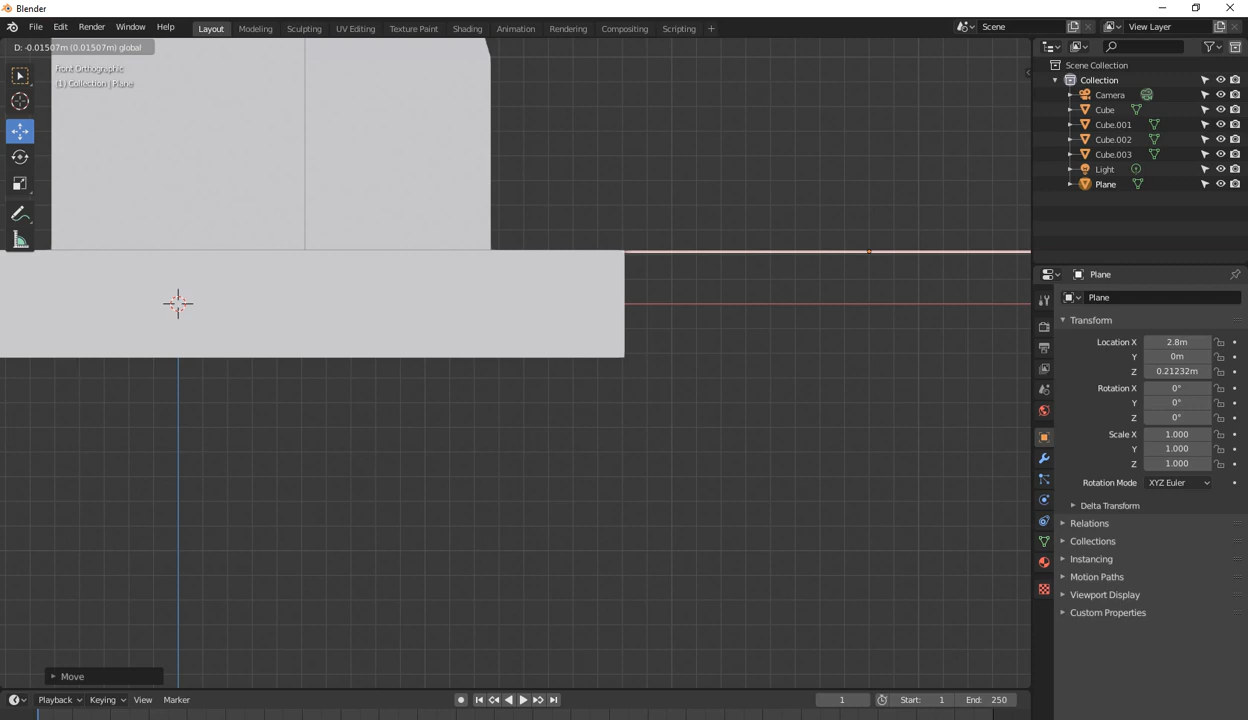 Blender
File Edit Render Window Help
Layout Modeling Sculpting UV Editing Texture Paint Shading Animation Rendering Compositing Scripting +
Scene
View Layer
D: -0.01507m (0.01507m) global
Front Orthographic
(1) Collection | Plane
Scene Collection
Collection
Camera
Cube
Cube.001
Cube.002
Cube.003
Light
Plane
Plane
Plane
Transform
Location X 2.8m
Y 0m
Z 0.21232m
Rotation X 0°
Y 0°
Z 0°
Scale X 1.000
Y 1.000
Z 1.000
Rotation Mode XYZ Euler
Delta Transform
Relations
Collections
Instancing
Motion Paths
Viewport Display
Custom Properties
Move
Playback Keying View Marker
1 Start: 1 End: 250